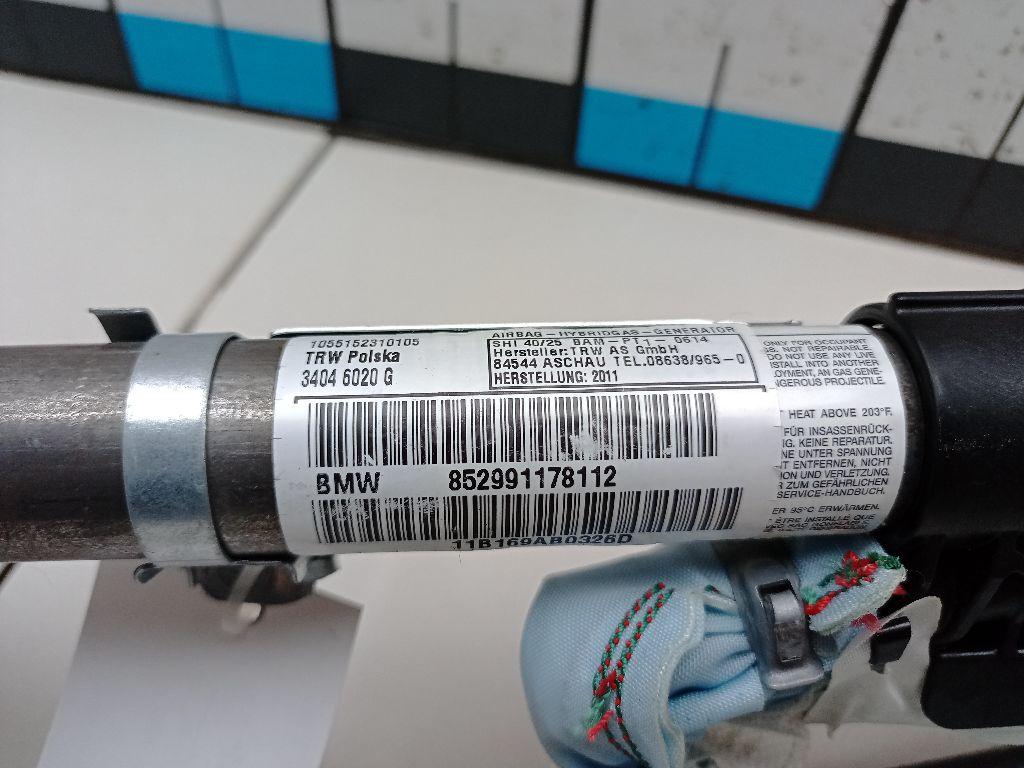 1055152310105
TRW Polska
3404 6020 G
AIRBAG-HYBRIDGAS-GENERATOR
SHI 40/25 BAM-PT1-0614
Hersteller:TRW AS GmbH
84544 ASCHAU TEL.08638/965-0
HERSTELLUNG: 2011
BMW 852991178112
11B169AB0326D
ONLY FOR OCCUPANT
NOT REPAIRABLE.
DO NOT USE ANY LIVE
INTO ANOTHER
AN GAS GENE-
PROJECTILE.
HEAT ABOVE 203°F.
FÜR INSASSENRÜCK-
KEINE REPARATUR.
UNTER SPANNUNG
ENTFERNEN, NICHT
UND VERLETZUNG.
ZUM GEFÄHRLICHEN
SERVICE-HANDBUCH.
95°C ERWÄRMEN.
ÊTRE INSTALLE QUE